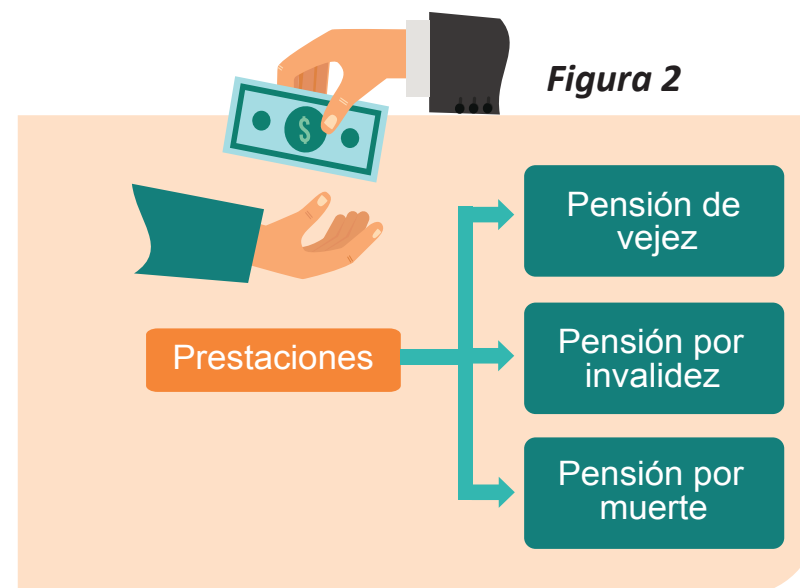 Figura 2
$
Prestaciones
Pensión de
vejez
Pensión por
invalidez
Pensión por
muerte